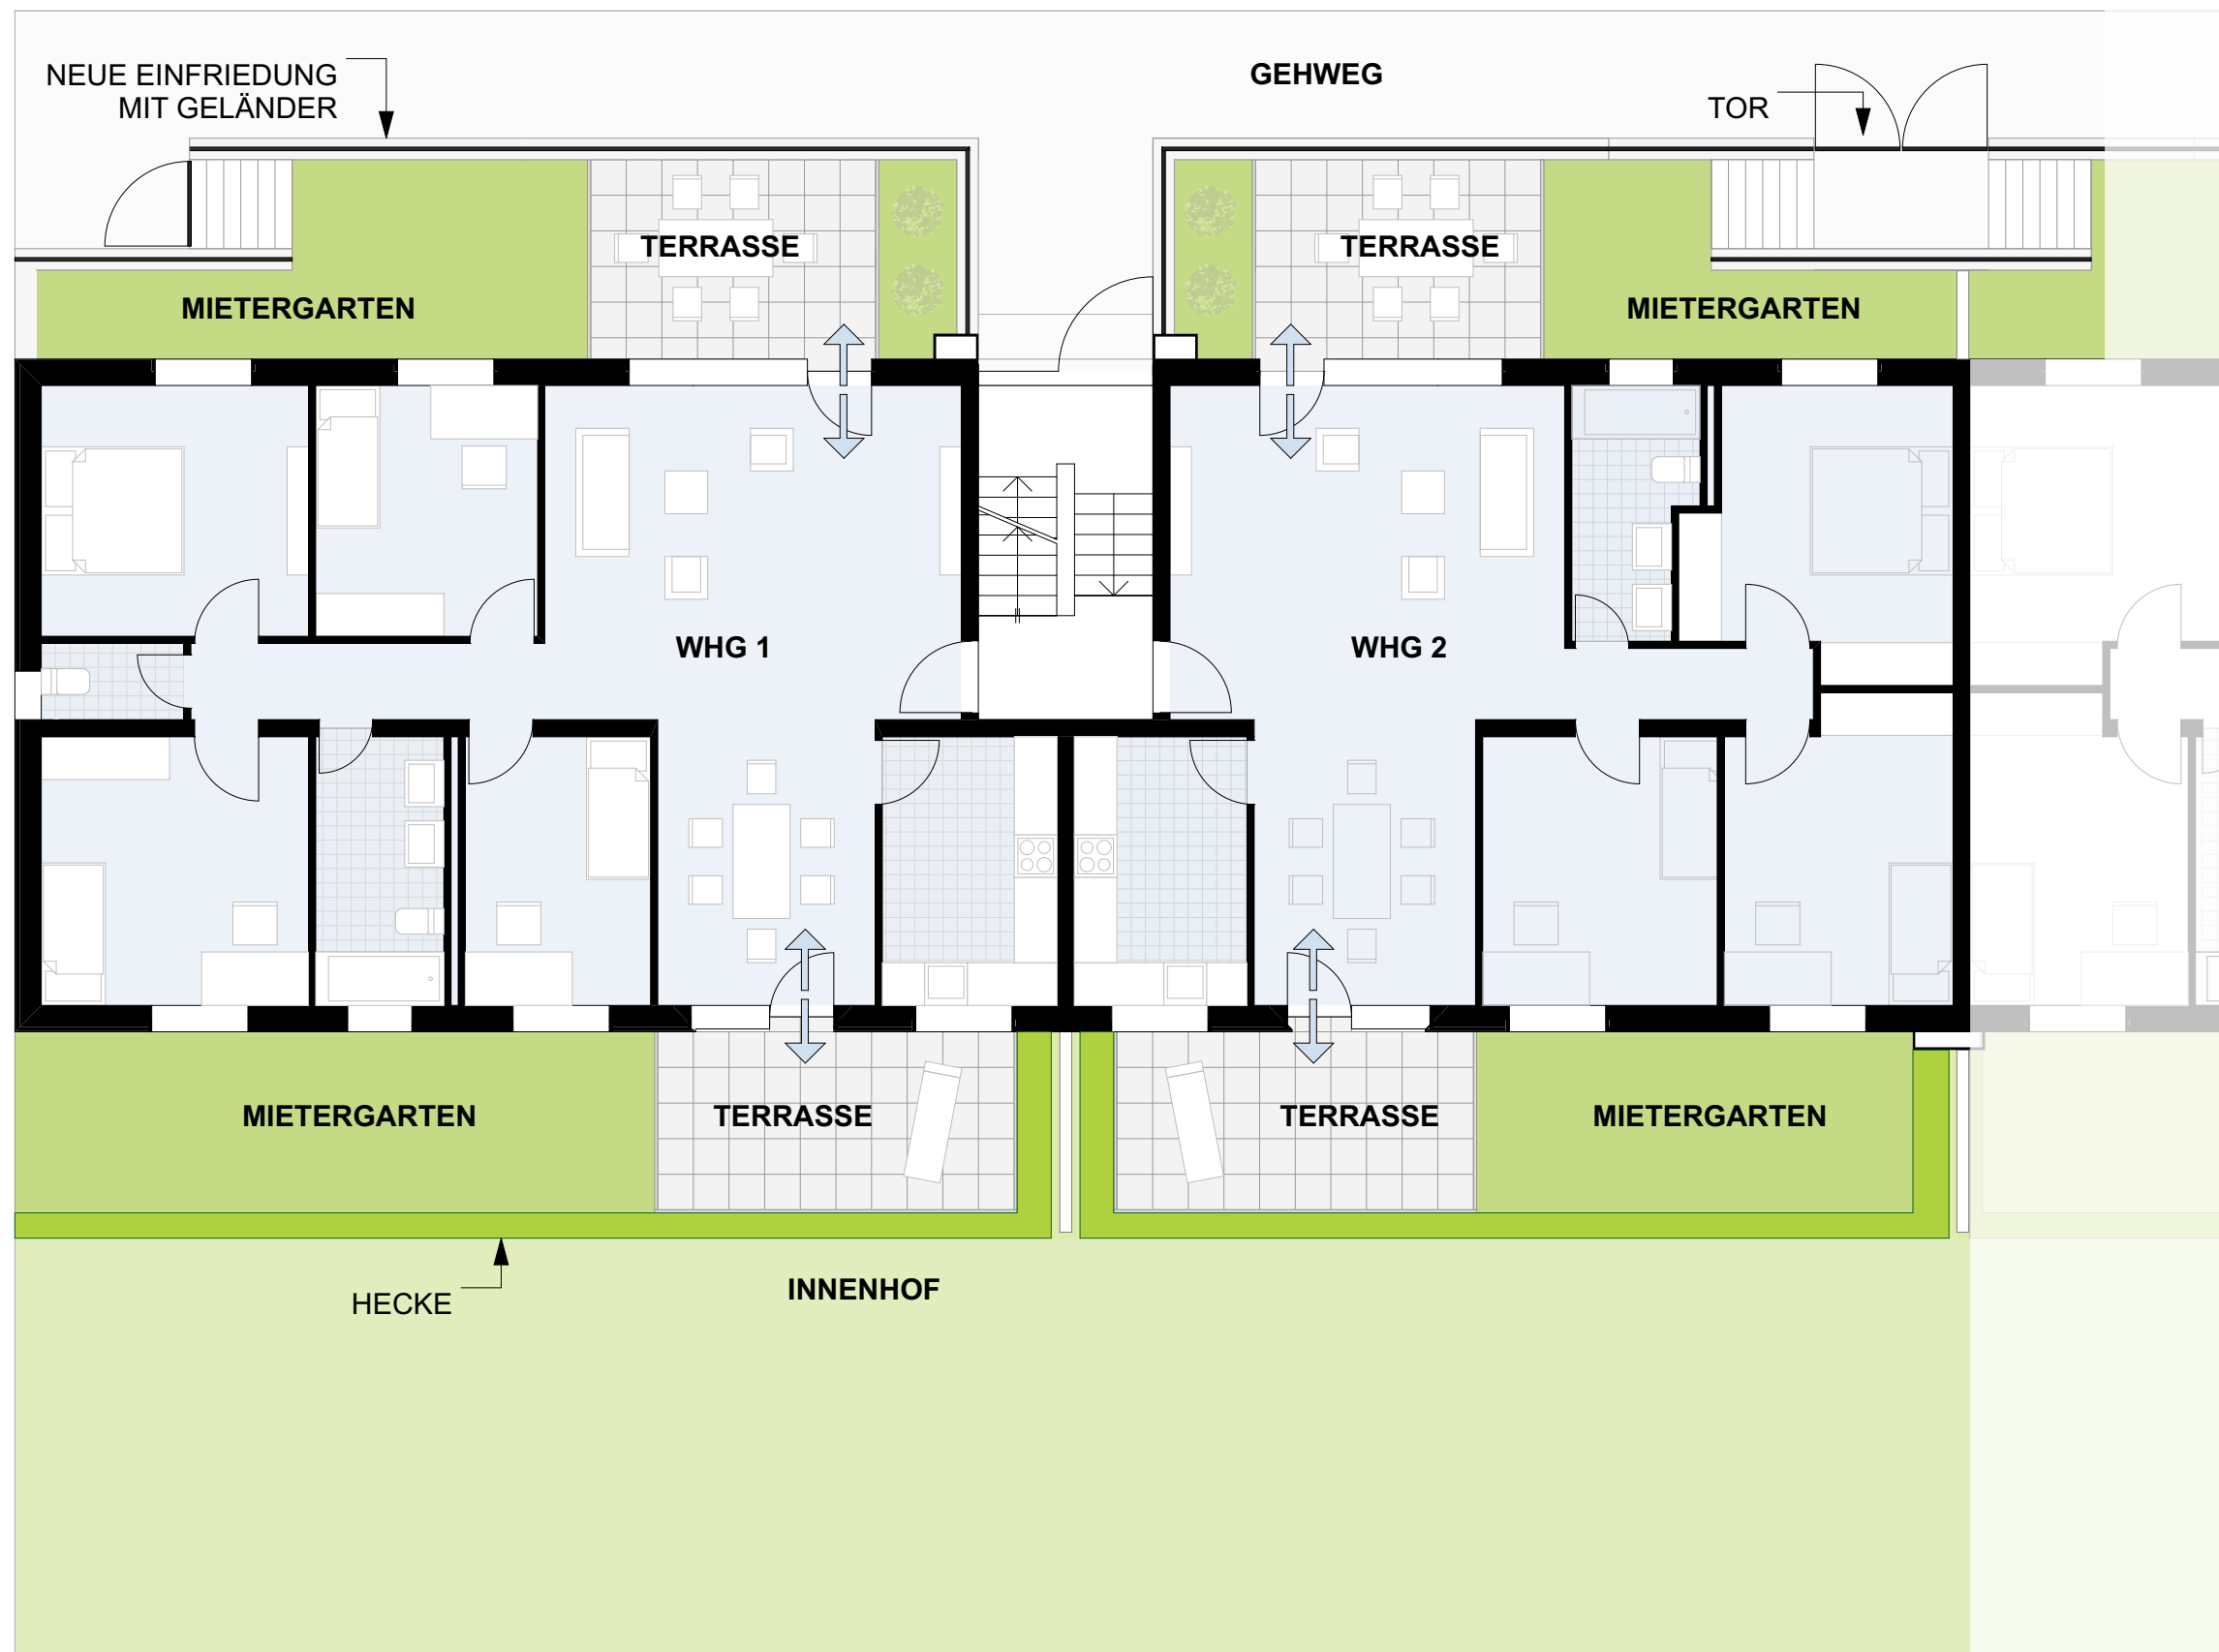 NEUE EINFRIEDUNG
MIT GELÄNDER
GEHWEG
TOR
TERRASSE
TERRASSE
MIETERGARTEN
MIETERGARTEN
WHG 1
WHG 2
MIETERGARTEN
TERRASSE
TERRASSE
MIETERGARTEN
HECKE
INNENHOF